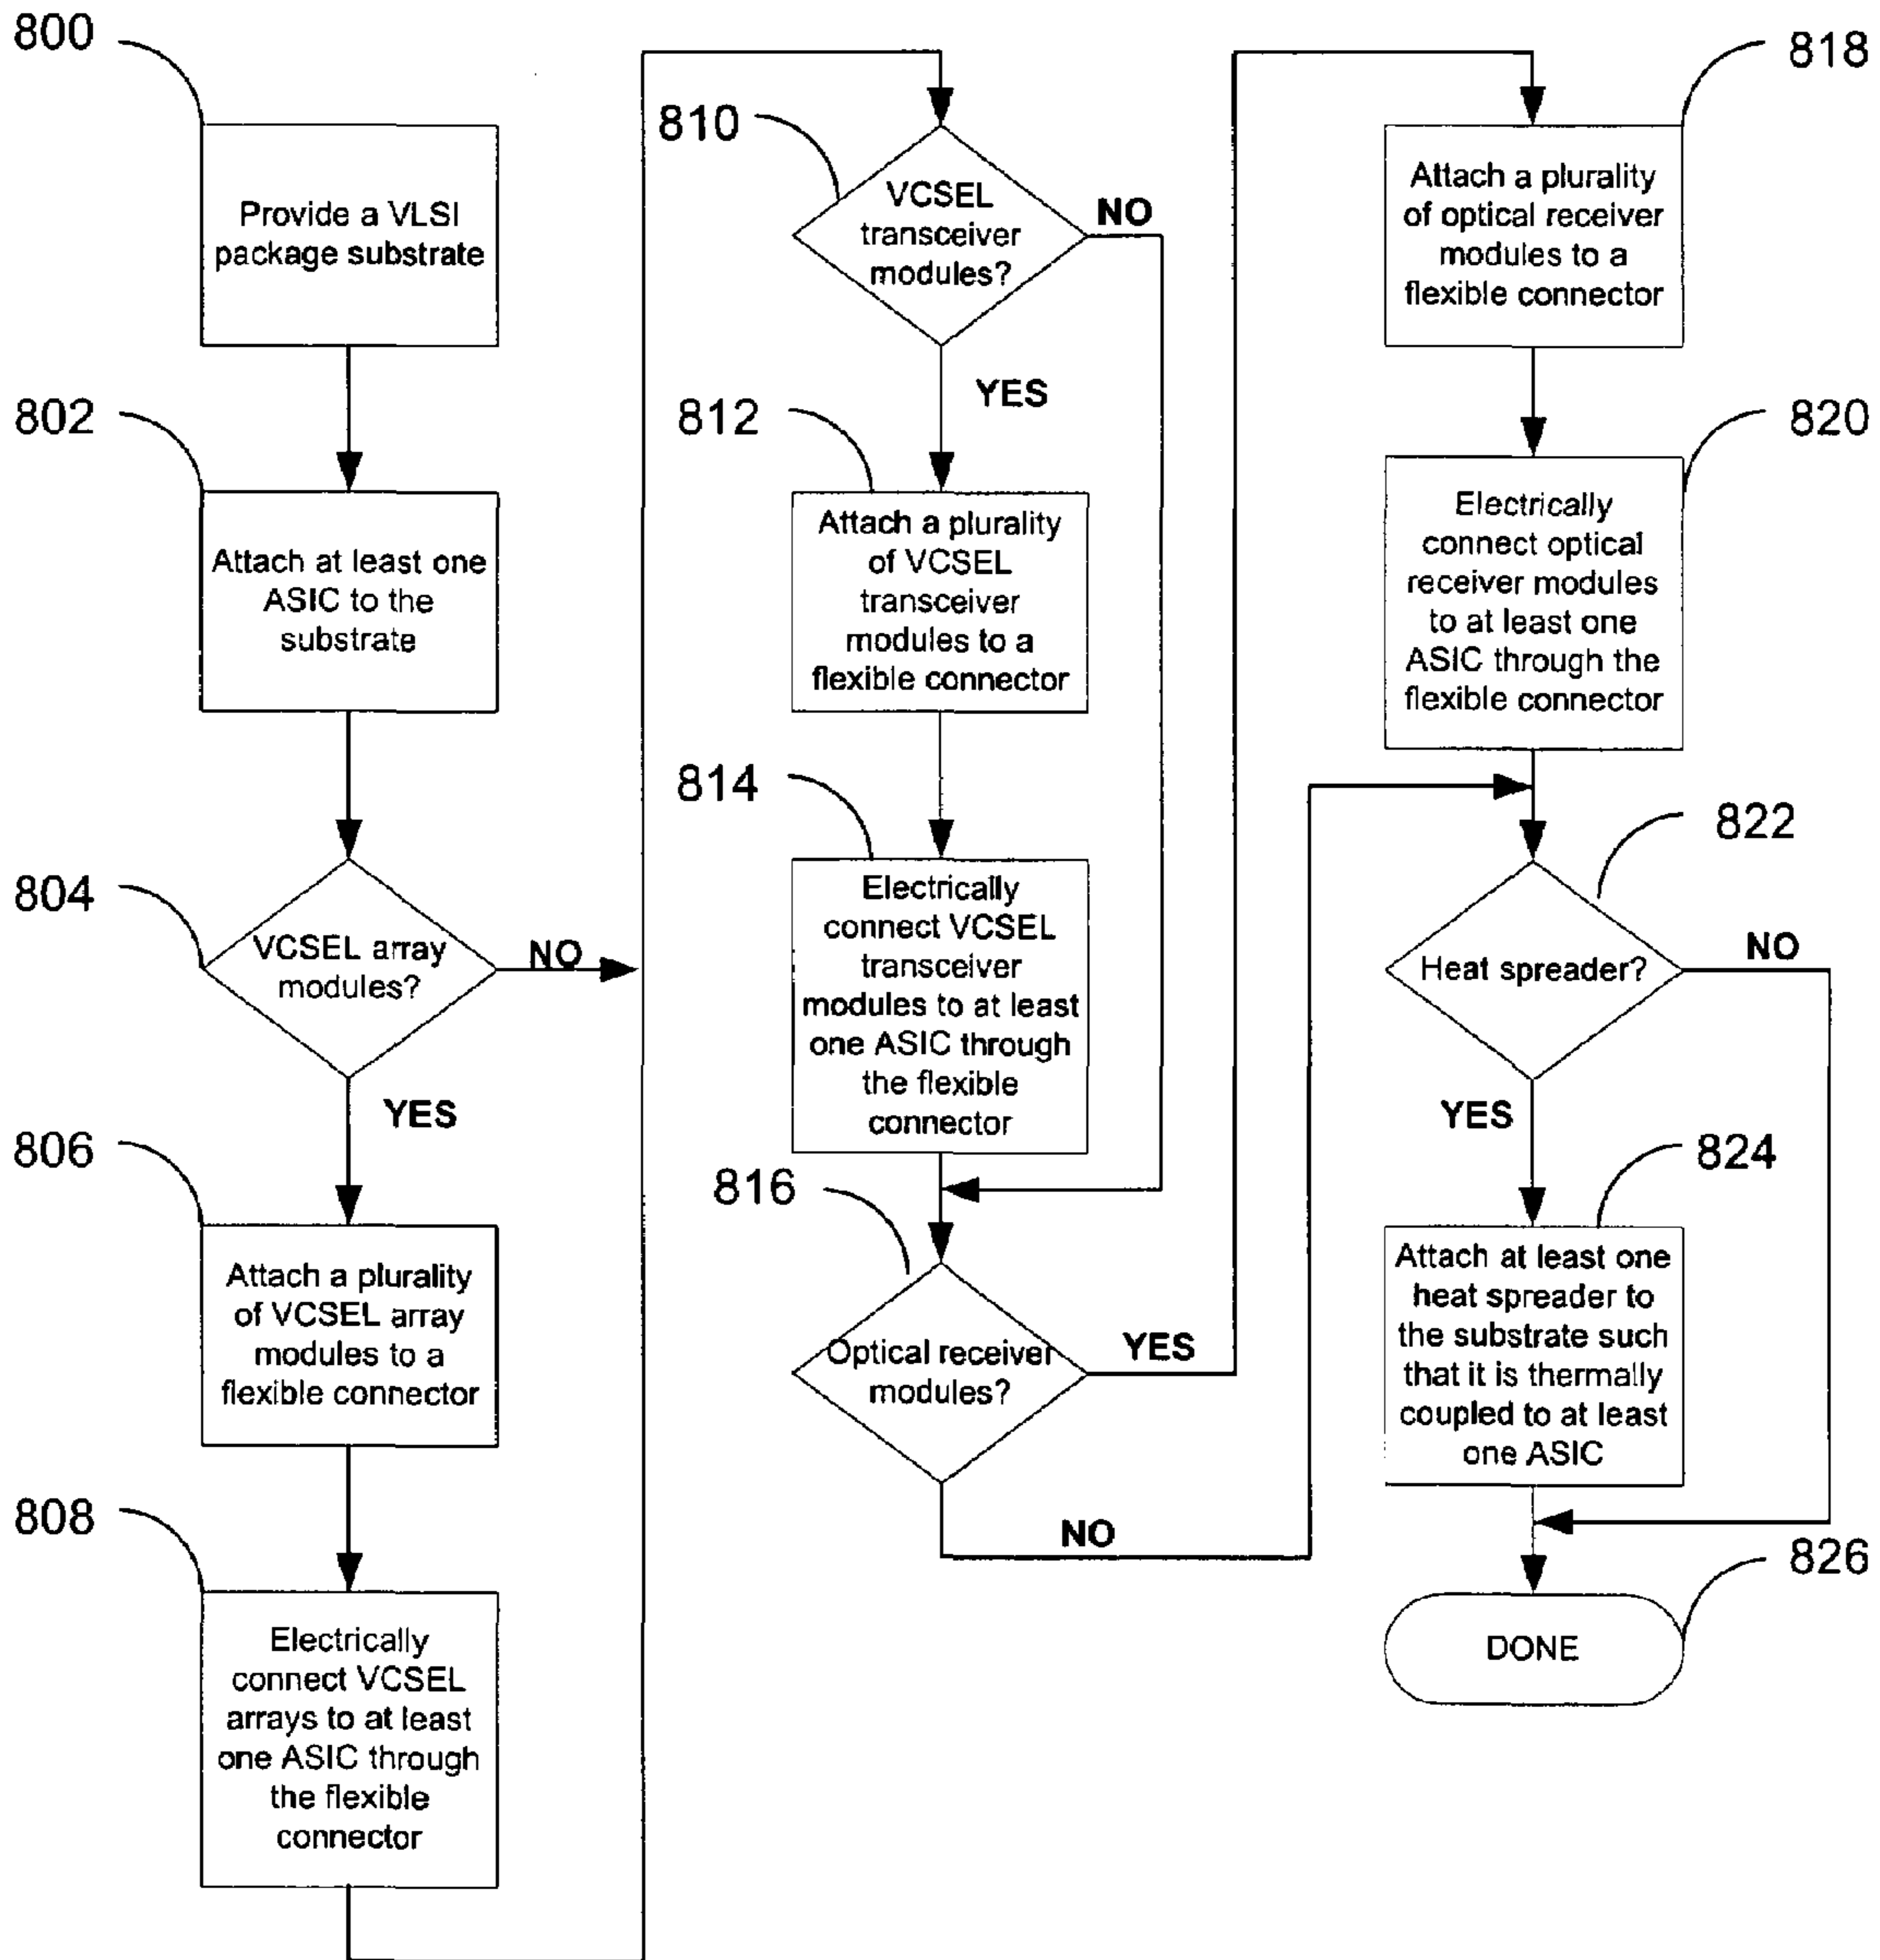 800
Provide a VLSI
package substrate
802
Attach at least one
ASIC to the
substrate
804
VCSEL array
modules?
NO
YES
806
Attach a plurality
of VCSEL array
modules to a
flexible connector
808
Electrically
connect VCSEL
arrays to at least
one ASIC through
the flexible
connector
810
VCSEL
transceiver
modules?
NO
YES
812
Attach a plurality
of VCSEL
transceiver
modules to a
flexible connector
814
Electrically
connect VCSEL
transceiver
modules to at least
one ASIC through
the flexible
connector
816
Optical receiver
modules?
YES
NO
818
Attach a plurality
of optical receiver
modules to a
flexible connector
820
Electrically
connect optical
receiver modules
to at least one
ASIC through the
flexible connector
822
Heat spreader?
NO
YES
824
Attach at least one
heat spreader to
the substrate such
that it is thermally
coupled to at least
one ASIC
826
DONE